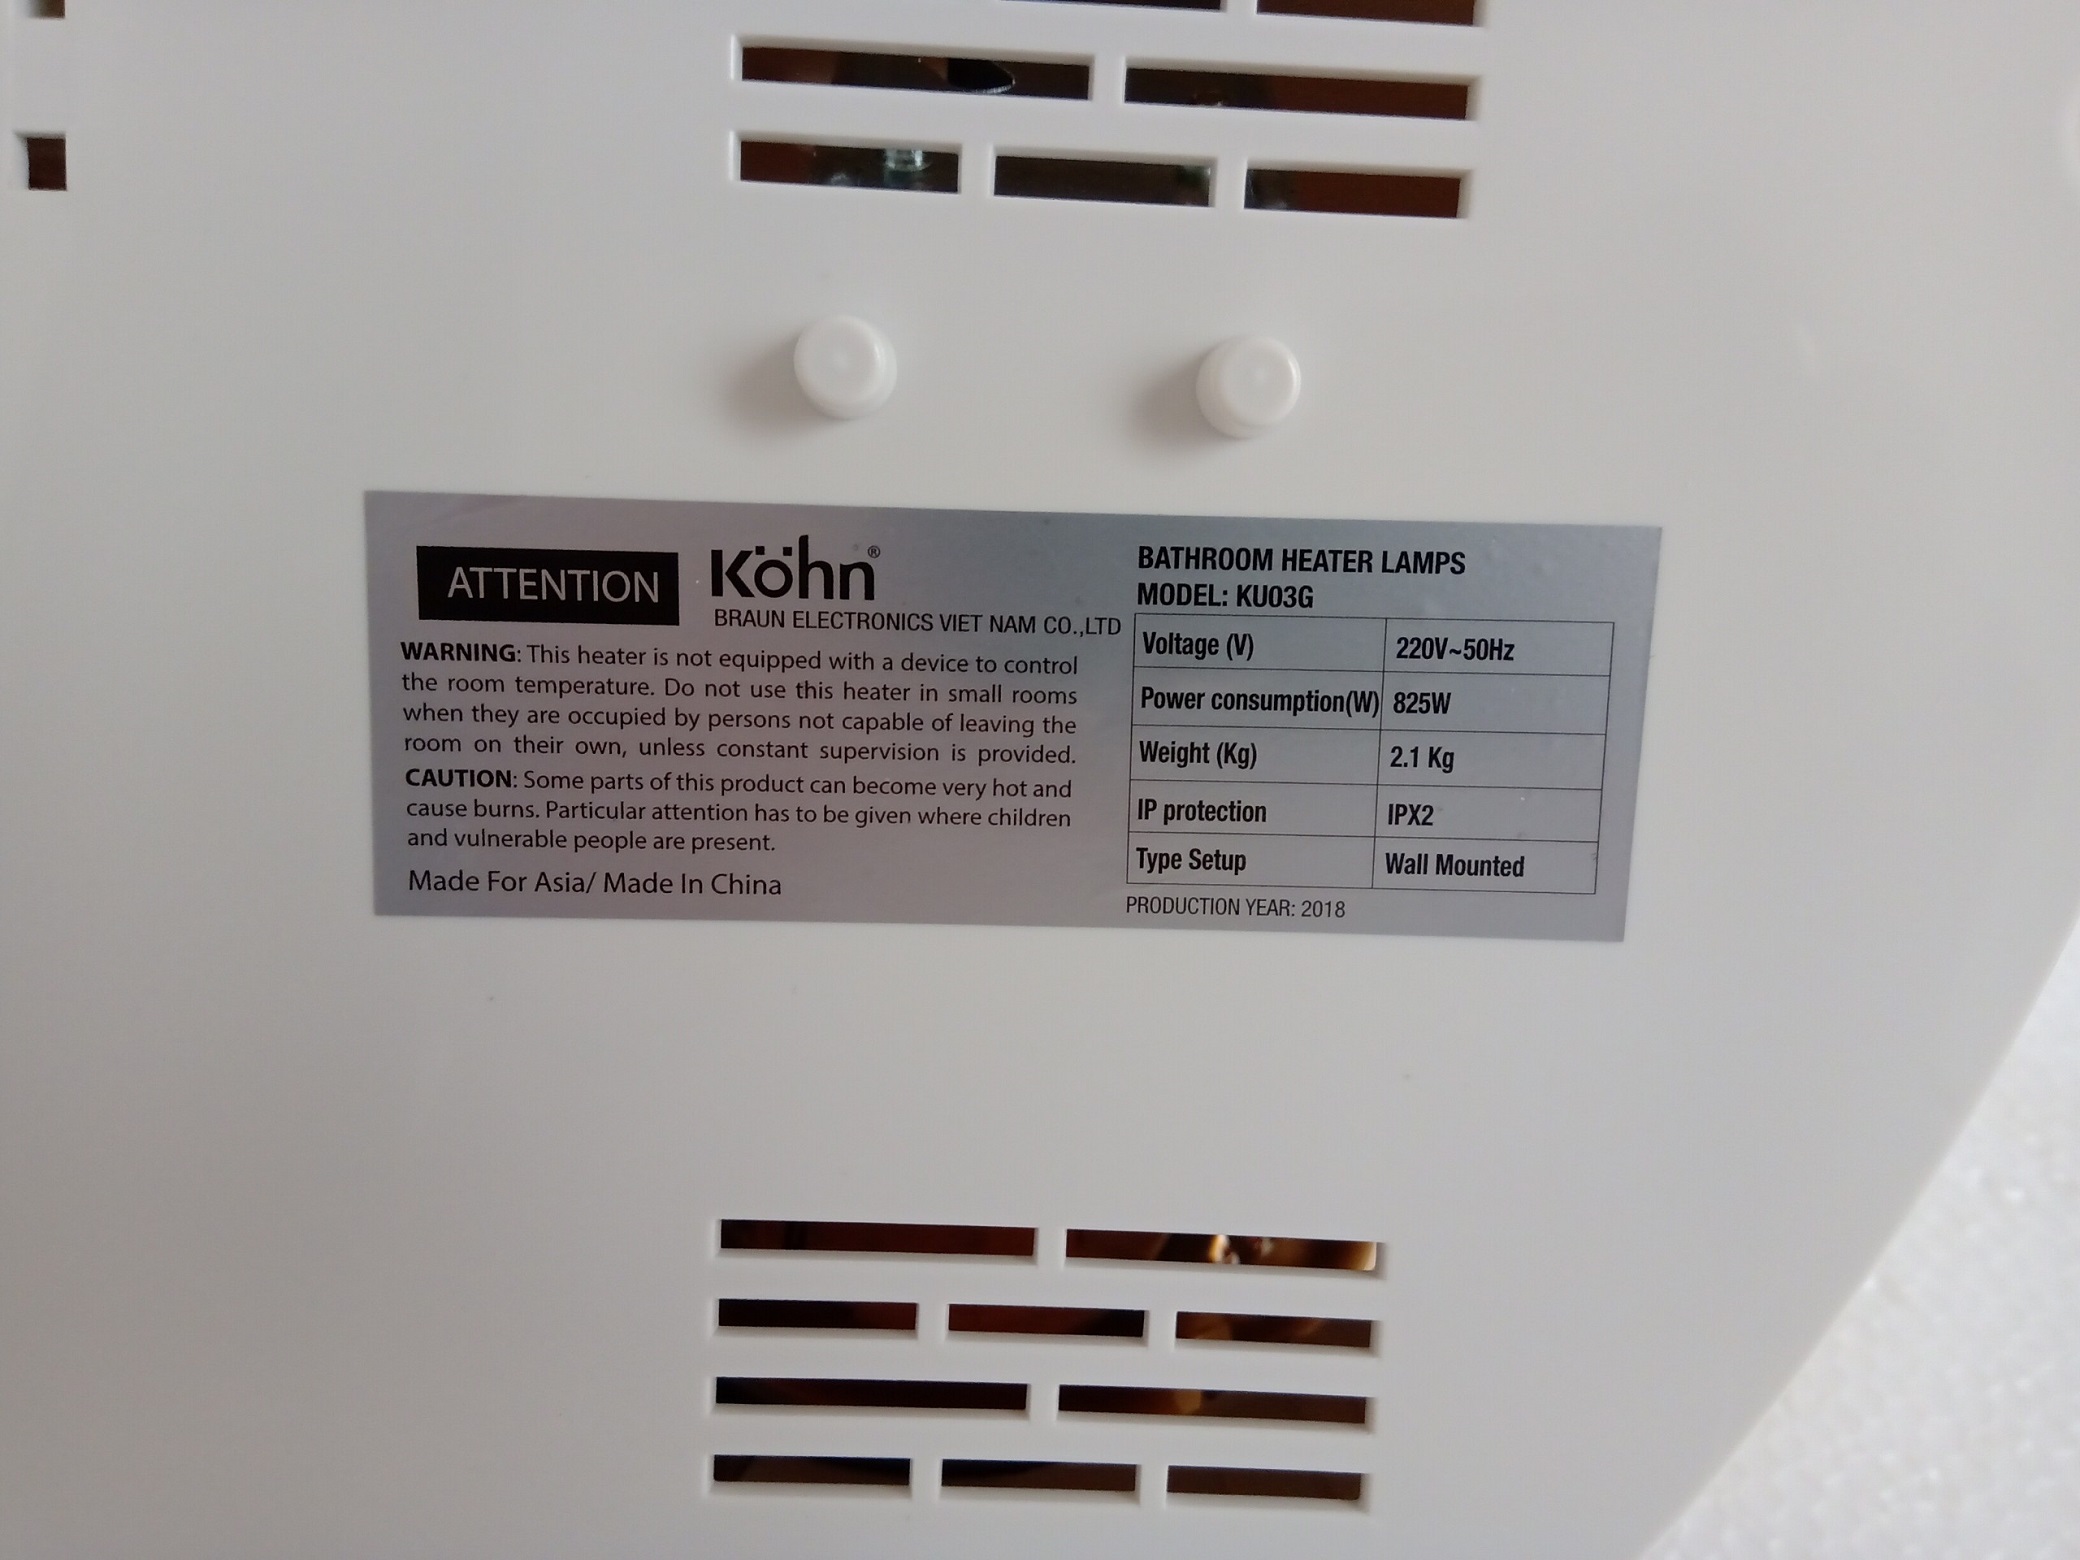 ATTENTION
Köhn®
BRAUN ELECTRONICS VIET NAM CO.,LTD
WARNING: This heater is not equipped with a device to control
the room temperature. Do not use this heater in small rooms
when they are occupied by persons not capable of leaving the
room on their own, unless constant supervision is provided.
CAUTION: Some parts of this product can become very hot and
cause burns. Particular attention has to be given where children
and vulnerable people are present.
Made For Asia/ Made In China
BATHROOM HEATER LAMPS
MODEL: KU03G
Voltage (V) 220V~50Hz
Power consumption(W) 825W
Weight (Kg) 2.1 Kg
IP protection IPX2
Type Setup Wall Mounted
PRODUCTION YEAR: 2018